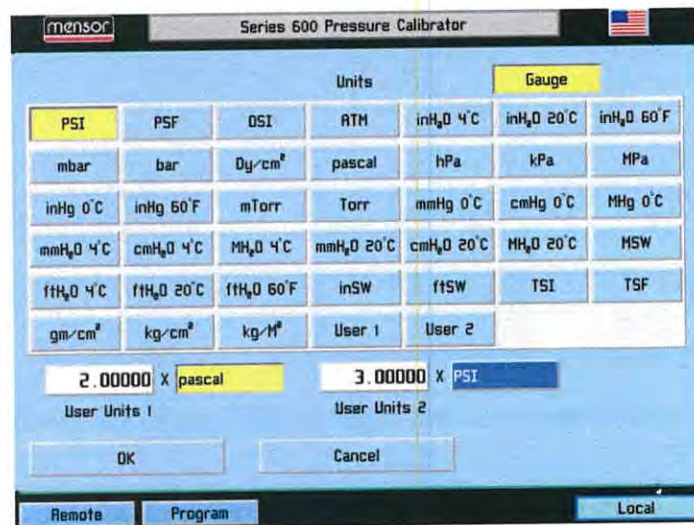 mensor Series 600 Pressure Calibrator
Units Gauge
PSI PSF OSI ATM inH₂O 4°C inH₂O 20°C inH₂O 60°F
mbar bar Dy/cm² pascal hPa kPa MPa
inHg 0°C inHg 60°F mTorr Torr mmHg 0°C cmHg 0°C MHg 0°C
mmH₂O 4°C cmH₂O 4°C MH₂O 4°C mmH₂O 20°C cmH₂O 20°C MH₂O 20°C MSW
ftH₂O 4°C ftH₂O 20°C ftH₂O 60°F inSW ftSW TSI TSF
gm/cm² kg/cm² kg/M² User 1 User 2
2.00000 X pascal 3.00000 X PSI
User Units 1 User Units 2
OK Cancel
Remote Program Local